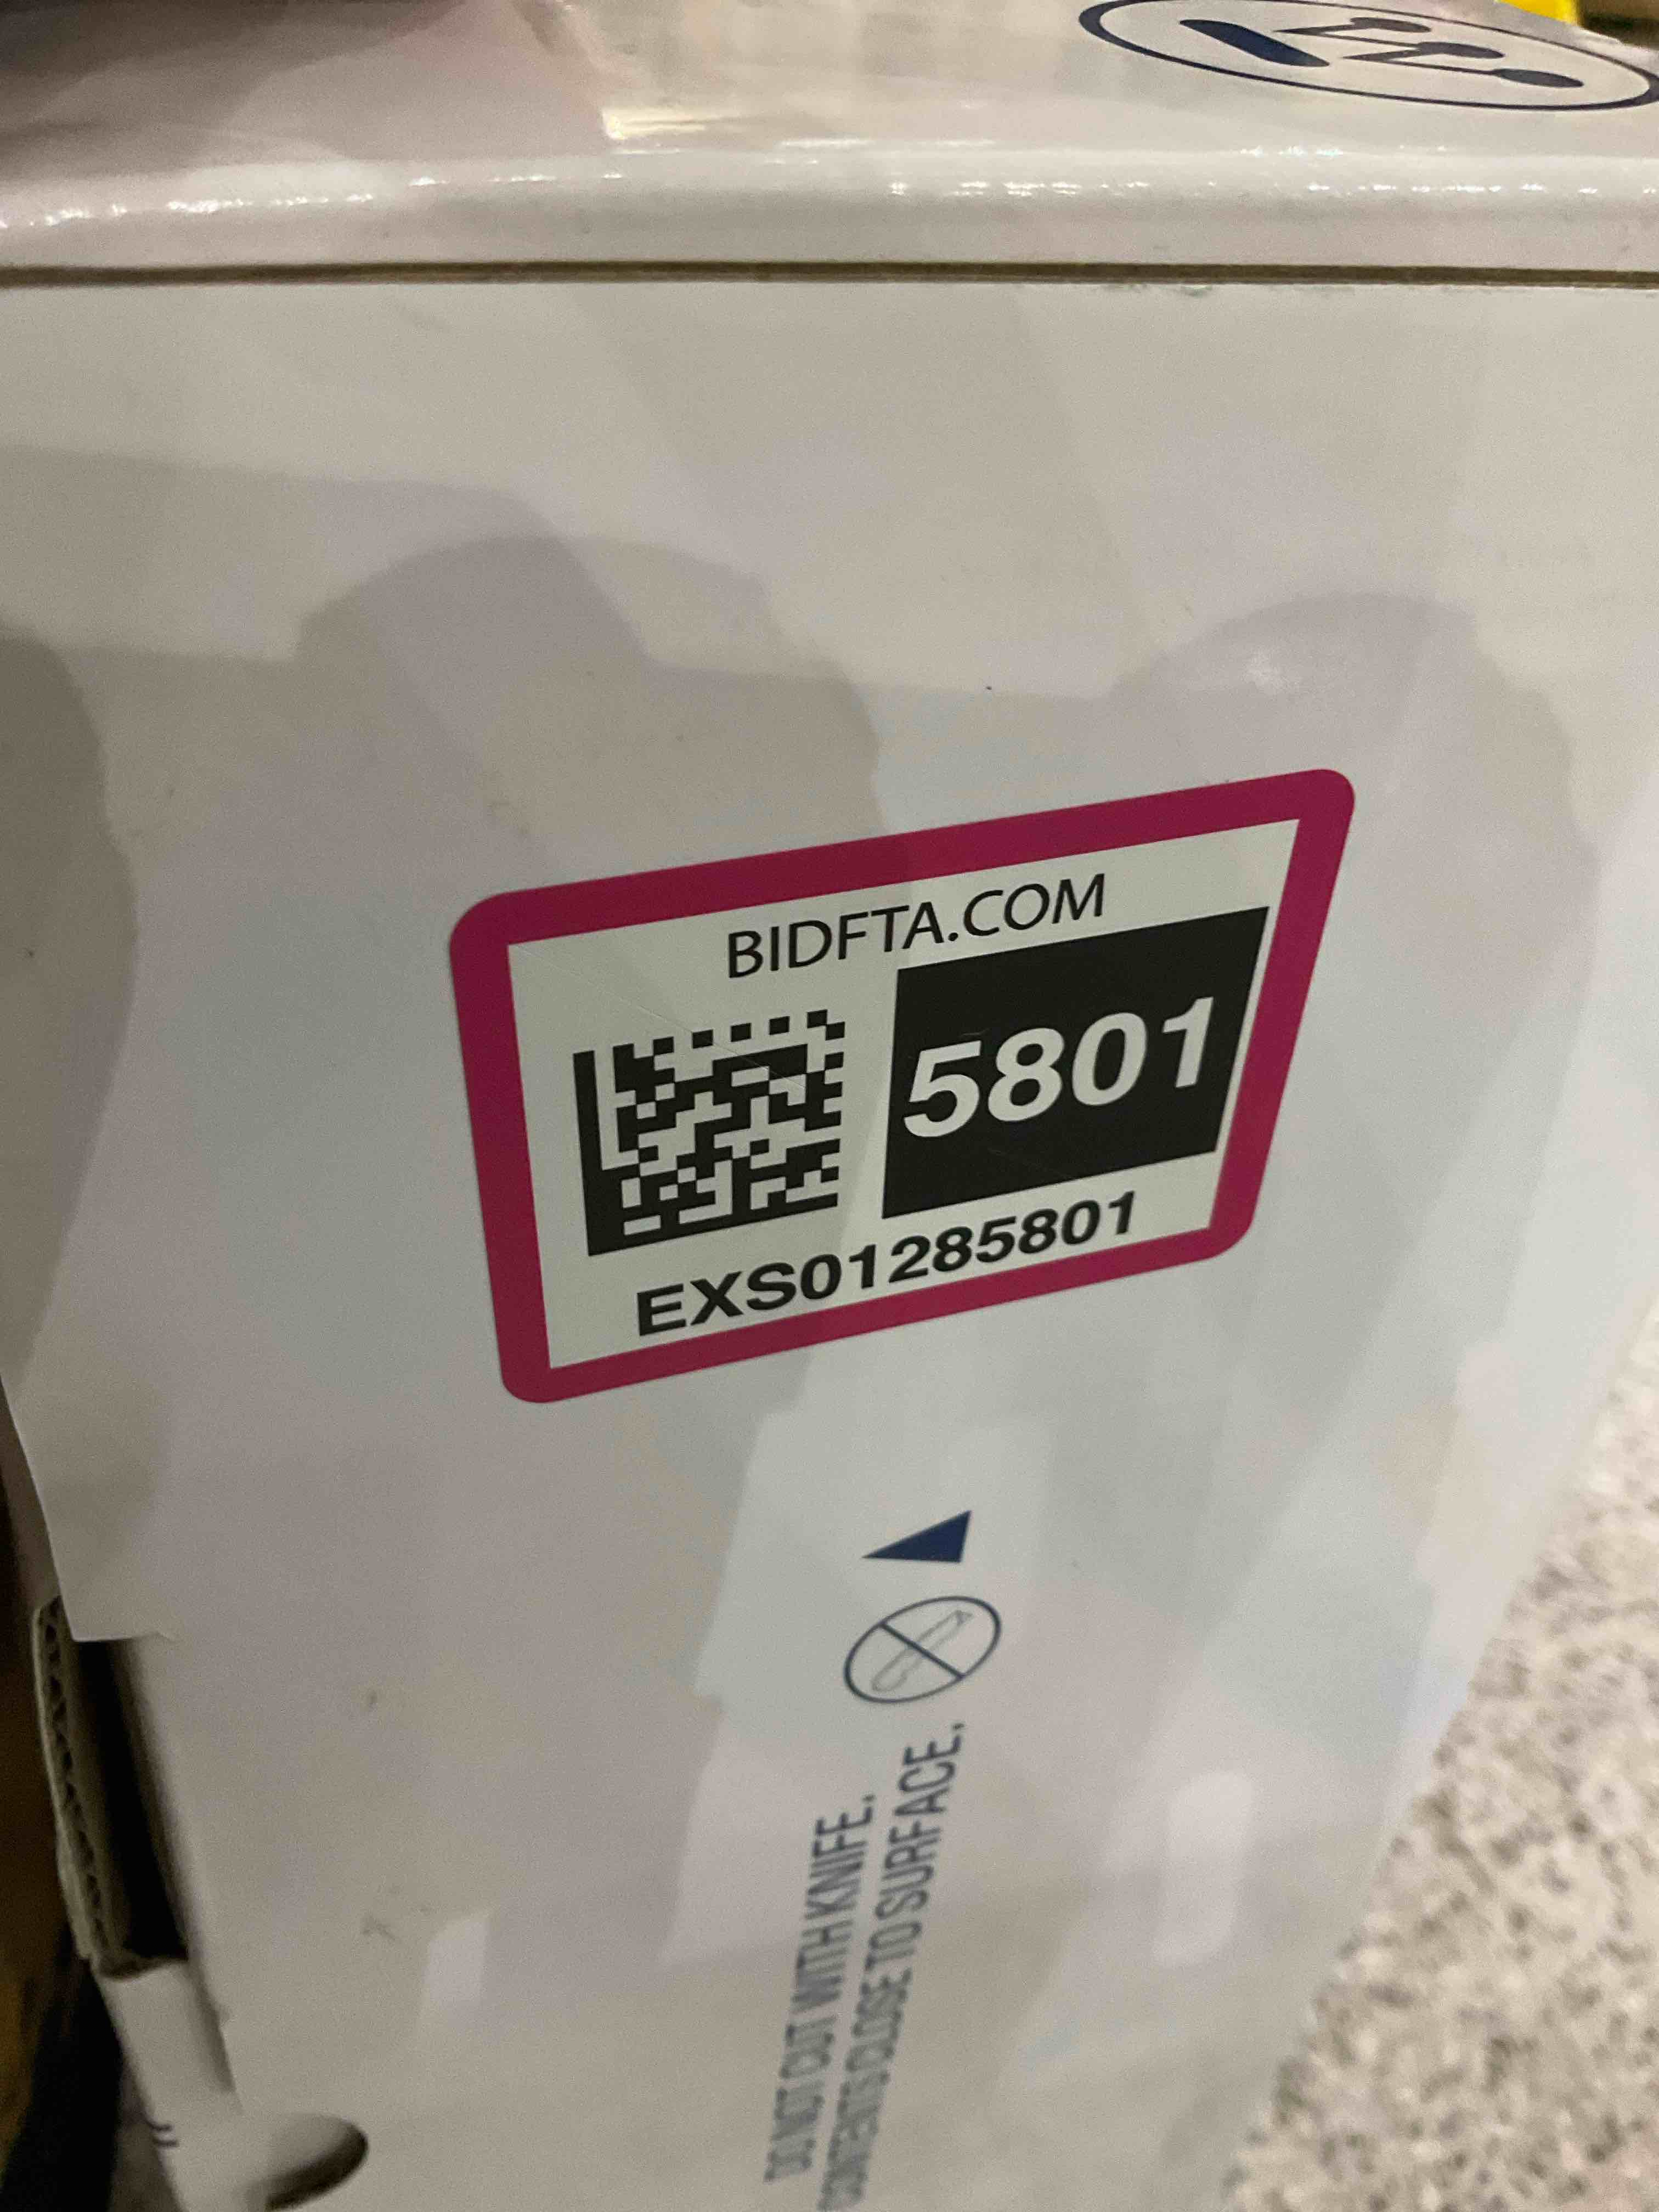 BIDFTA.COM
5801
EXS01285801
DO NOT CUT WITH KNIFE.
CONTENTS CLOSE TO SURFACE.